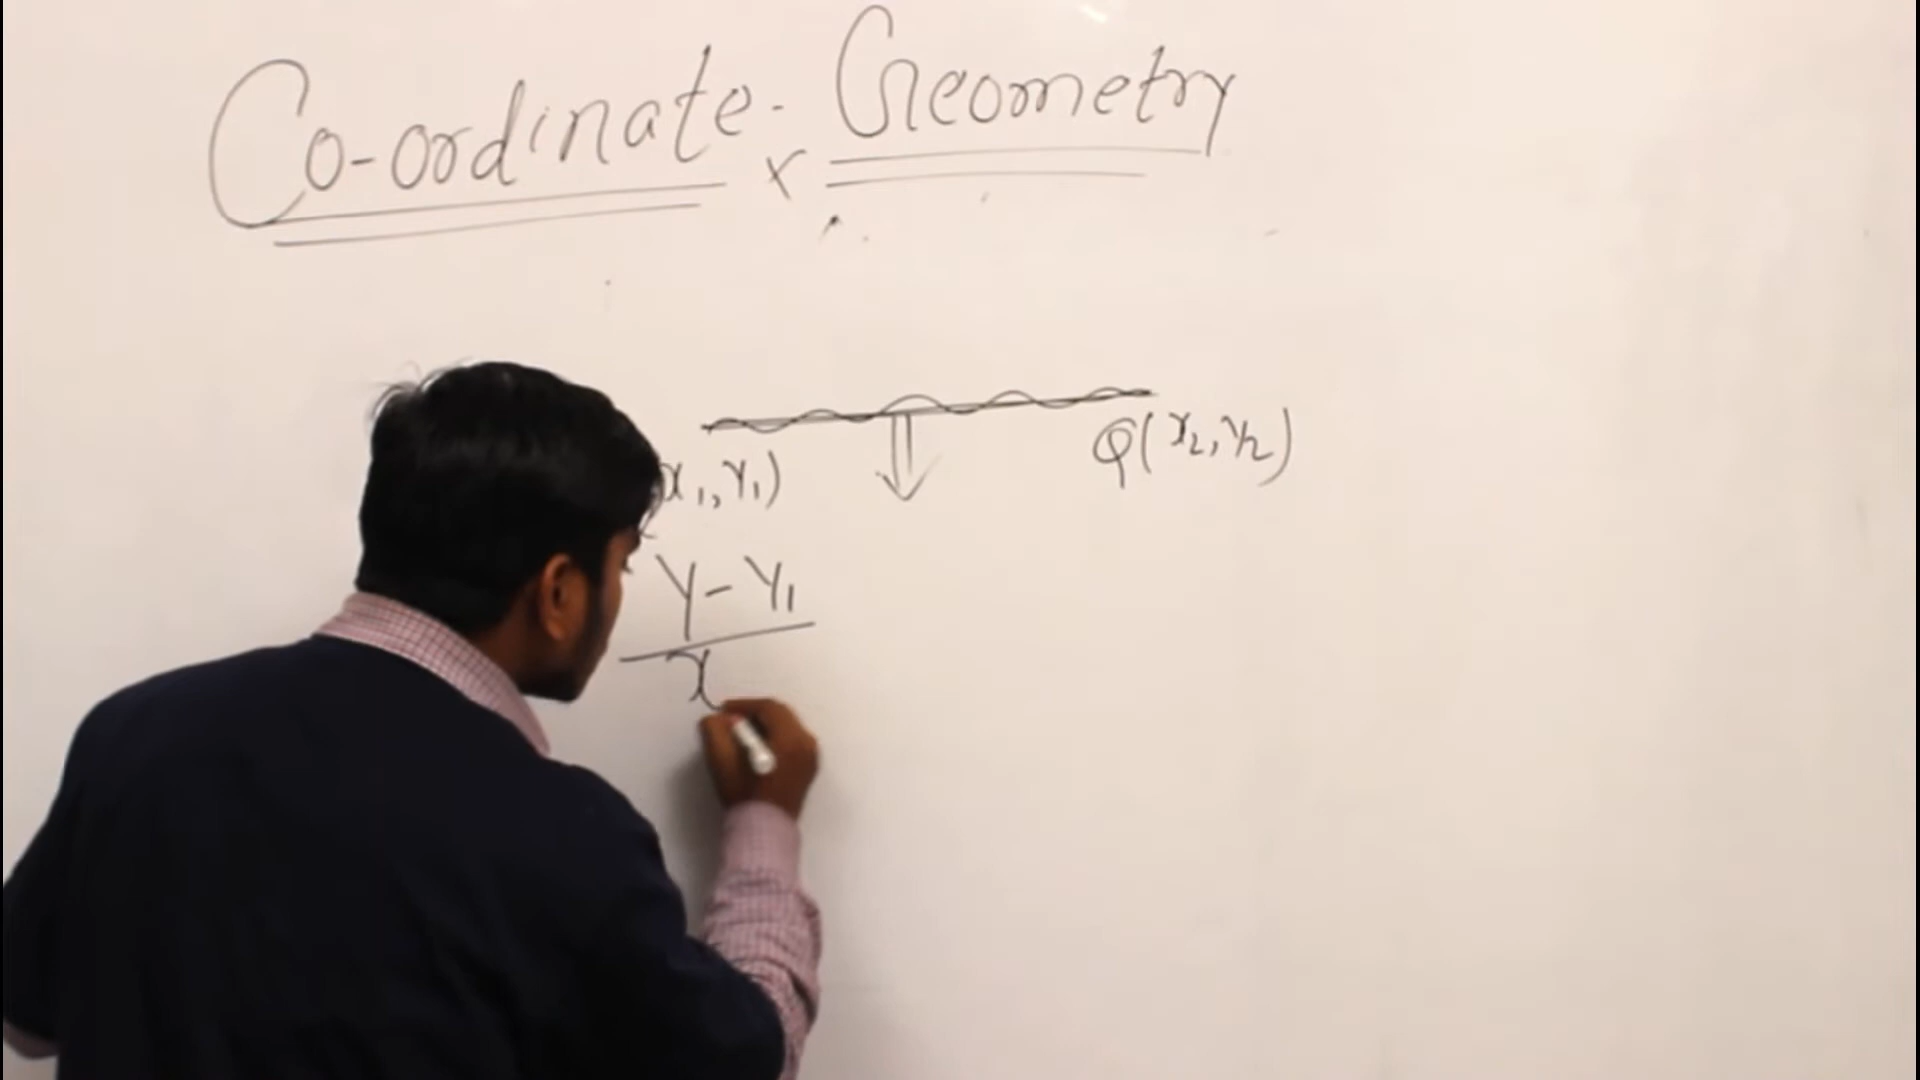 Co-ordinate - Geometry
x
x₁, y₁) Q(x₂, y₂)
y - y₁
x